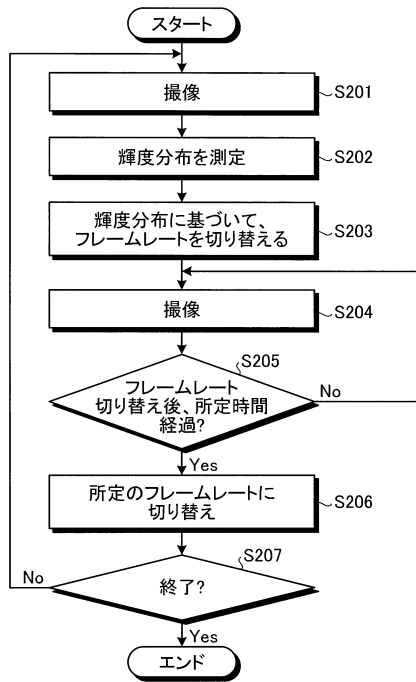 スタート
撮像
S201
輝度分布を測定
S202
輝度分布に基づいて、
フレームレートを切り替える
S203
撮像
S204
S205
フレームレート
切り替え後、所定時間
経過?
No
Yes
所定のフレームレートに
切り替え
S206
S207
終了?
No
Yes
エンド